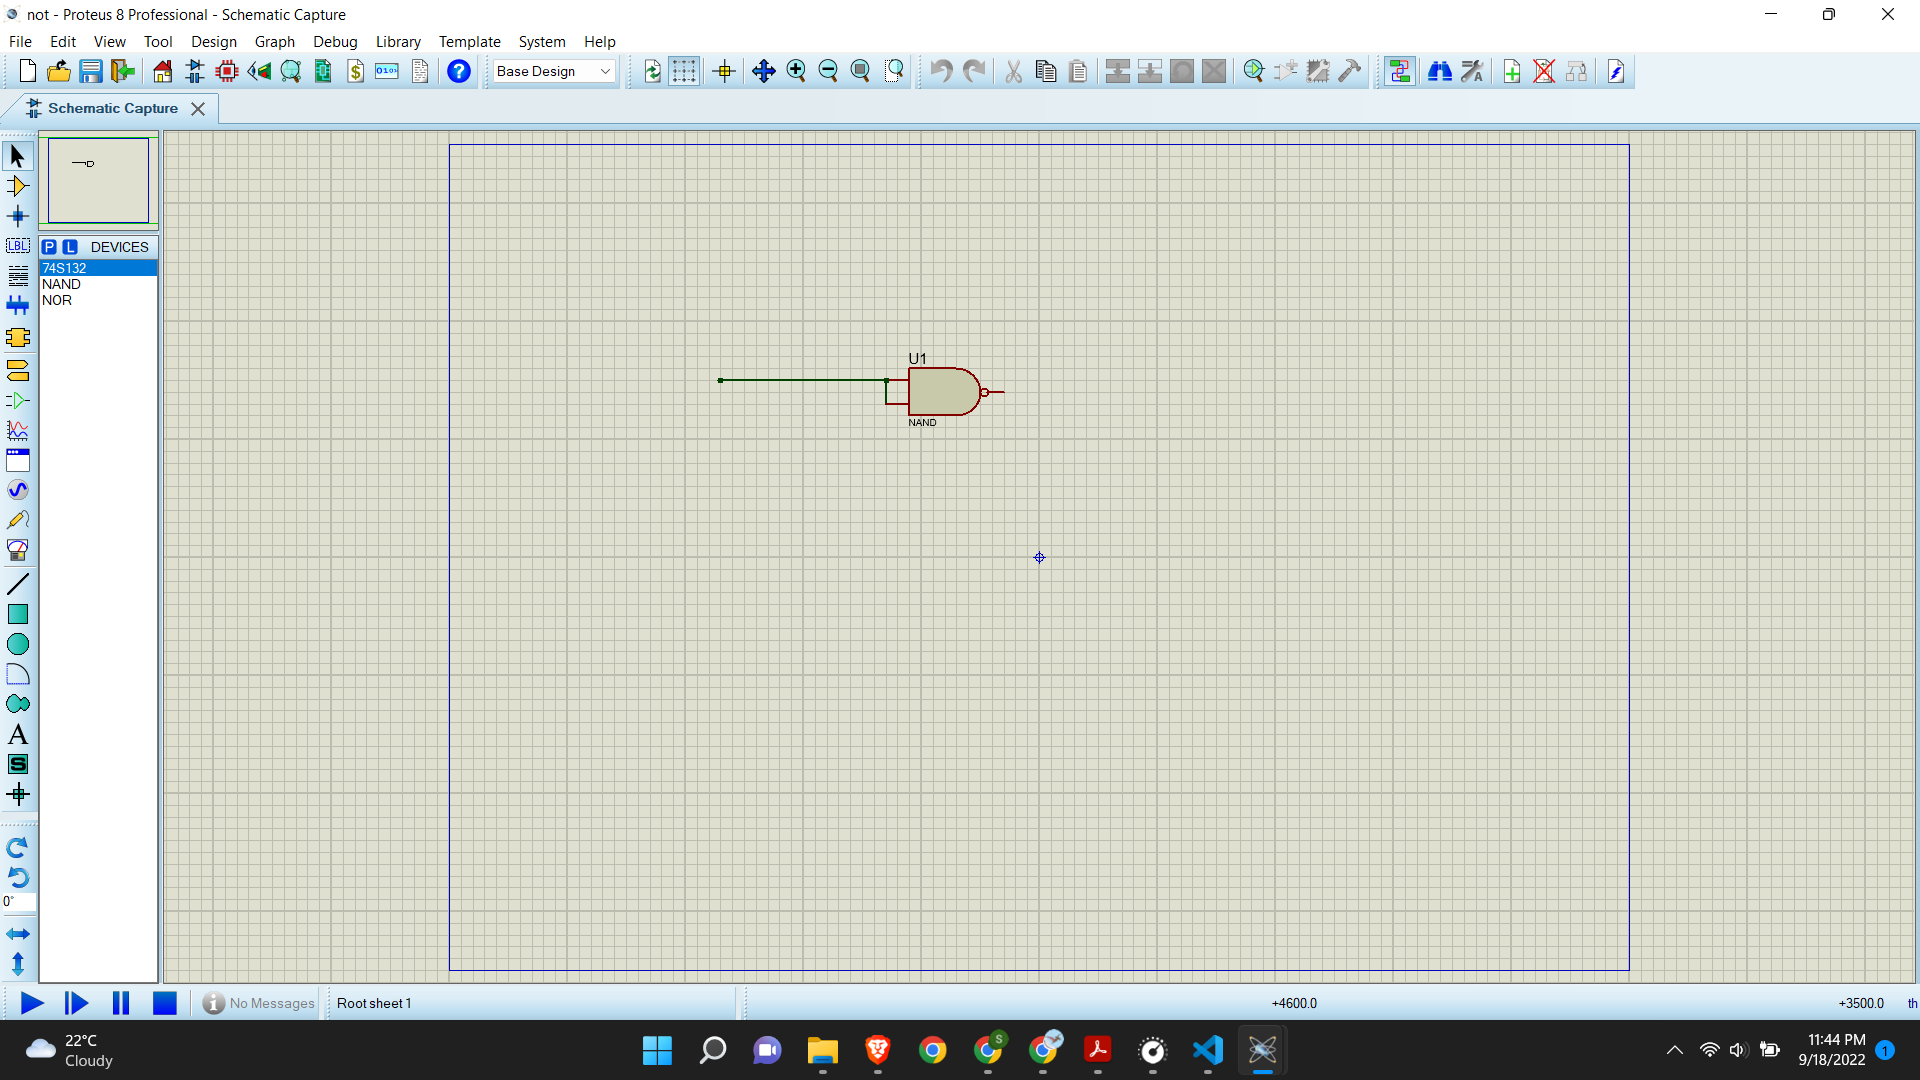 not - Proteus 8 Professional - Schematic Capture
File Edit View Tool Design Graph Debug Library Template System Help
Base Design
Schematic Capture
P L DEVICES
74S132
NAND
NOR
LBL
A
S
0°
U1
NAND
No Messages
Root sheet 1
+4600.0
+3500.0
th
22°C
Cloudy
S
11:44 PM
9/18/2022
1